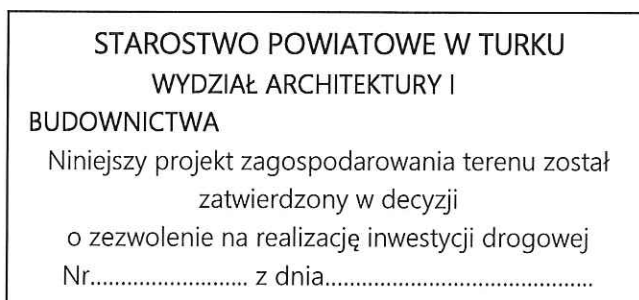 STAROSTWO POWIATOWE W TURKU
WYDZIAŁ ARCHITEKTURY I
BUDOWNICTWA
Niniejszy projekt zagospodarowania terenu został
zatwierdzony w decyzji
o zezwolenie na realizację inwestycji drogowej
Nr.......................... z dnia............................................